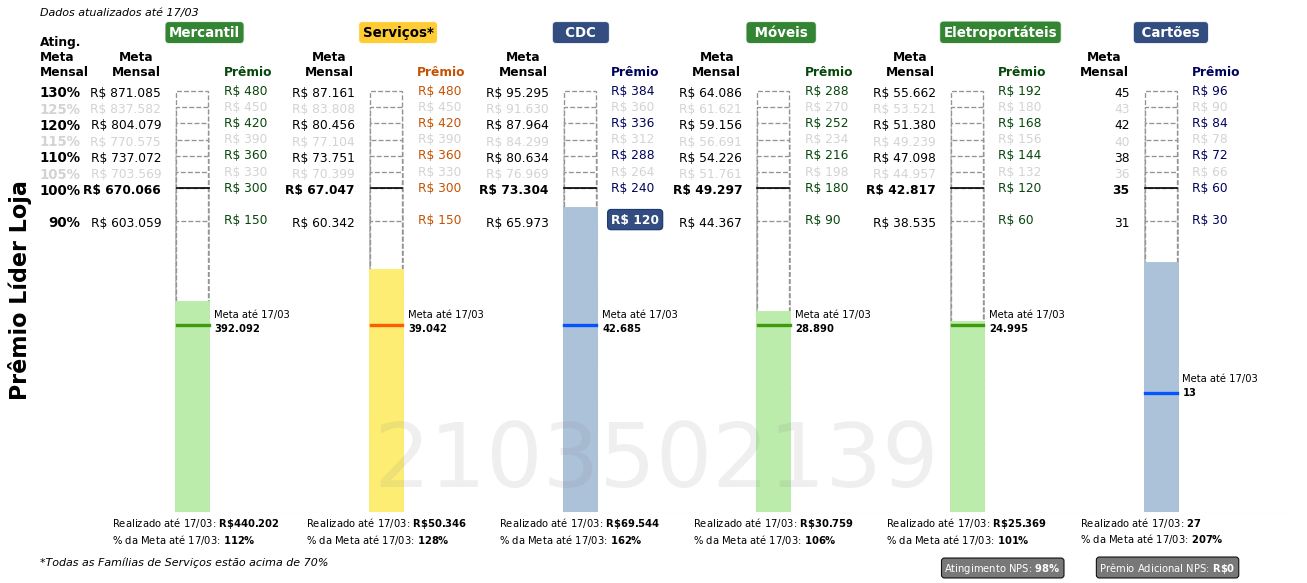 Dados atualizados até 17/03
Mercantil Serviços* CDC Móveis Eletroportáteis Cartões
Ating. Meta Mensal
Meta Mensal Prêmio Meta Mensal Prêmio Meta Mensal Prêmio Meta Mensal Prêmio Meta Mensal Prêmio Meta Mensal Prêmio
130% R$ 871.085 R$ 480 R$ 87.161 R$ 480 R$ 95.295 R$ 384 R$ 64.086 R$ 288 R$ 55.662 R$ 192 45 R$ 96
125% R$ 837.582 R$ 450 R$ 83.808 R$ 450 R$ 91.630 R$ 360 R$ 61.621 R$ 270 R$ 53.521 R$ 180 43 R$ 90
120% R$ 804.079 R$ 420 R$ 80.456 R$ 420 R$ 87.964 R$ 336 R$ 59.156 R$ 252 R$ 51.380 R$ 168 42 R$ 84
115% R$ 770.575 R$ 390 R$ 77.104 R$ 390 R$ 84.299 R$ 312 R$ 56.691 R$ 234 R$ 49.239 R$ 156 40 R$ 78
110% R$ 737.072 R$ 360 R$ 73.751 R$ 360 R$ 80.634 R$ 288 R$ 54.226 R$ 216 R$ 47.098 R$ 144 38 R$ 72
105% R$ 703.569 R$ 330 R$ 70.399 R$ 330 R$ 76.969 R$ 264 R$ 51.761 R$ 198 R$ 44.957 R$ 132 36 R$ 66
100% R$ 670.066 R$ 300 R$ 67.047 R$ 300 R$ 73.304 R$ 240 R$ 49.297 R$ 180 R$ 42.817 R$ 120 35 R$ 60
90% R$ 603.059 R$ 150 R$ 60.342 R$ 150 R$ 65.973 R$ 120 R$ 44.367 R$ 90 R$ 38.535 R$ 60 31 R$ 30
Prêmio Líder Loja
Meta até 17/03 Meta até 17/03 Meta até 17/03 Meta até 17/03 Meta até 17/03
392.092 39.042 42.685 28.890 24.995
Meta até 17/03
13
2103502139
Realizado até 17/03: R$440.202 Realizado até 17/03: R$50.346 Realizado até 17/03: R$69.544 Realizado até 17/03: R$30.759 Realizado até 17/03: R$25.369 Realizado até 17/03: 27
% da Meta até 17/03: 112% % da Meta até 17/03: 128% % da Meta até 17/03: 162% % da Meta até 17/03: 106% % da Meta até 17/03: 101% % da Meta até 17/03: 207%
*Todas as Famílias de Serviços estão acima de 70%
Atingimento NPS: 98% Prêmio Adicional NPS: R$0